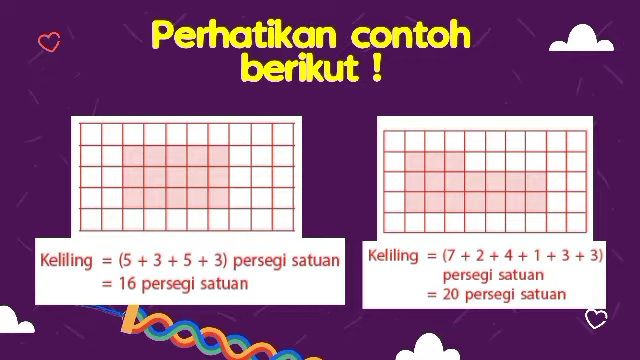 Perhatikan contoh
berikut !
Keliling = (5 + 3 + 5 + 3) persegi satuan
= 16 persegi satuan
Keliling = (7 + 2 + 4 + 1 + 3 + 3)
persegi satuan
= 20 persegi satuan